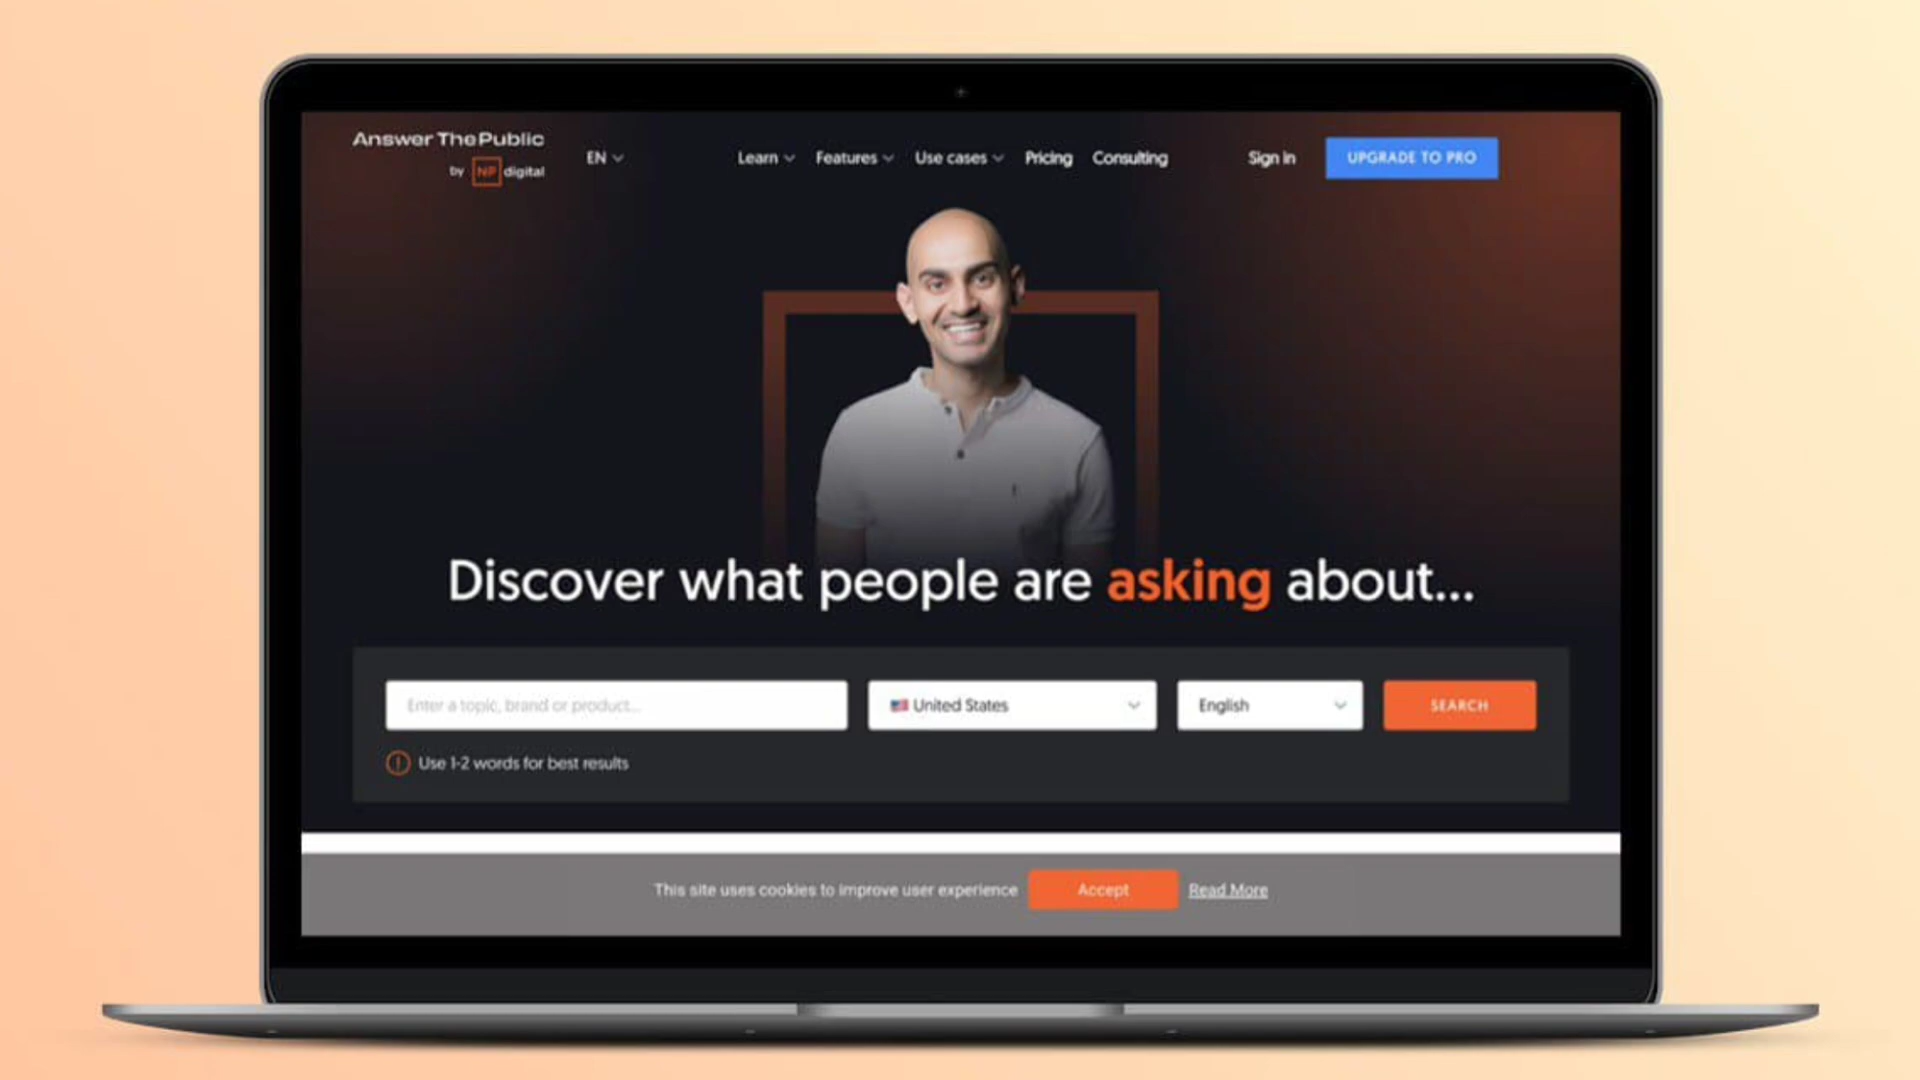 Answer The Public
by NP digital
EN
Learn
Features
Use cases
Pricing
Consulting
Sign in
UPGRADE TO PRO
Discover what people are asking about...
Enter a topic, brand or product...
United States
English
SEARCH
! Use 1-2 words for best results
This site uses cookies to improve user experience
Accept
Read More